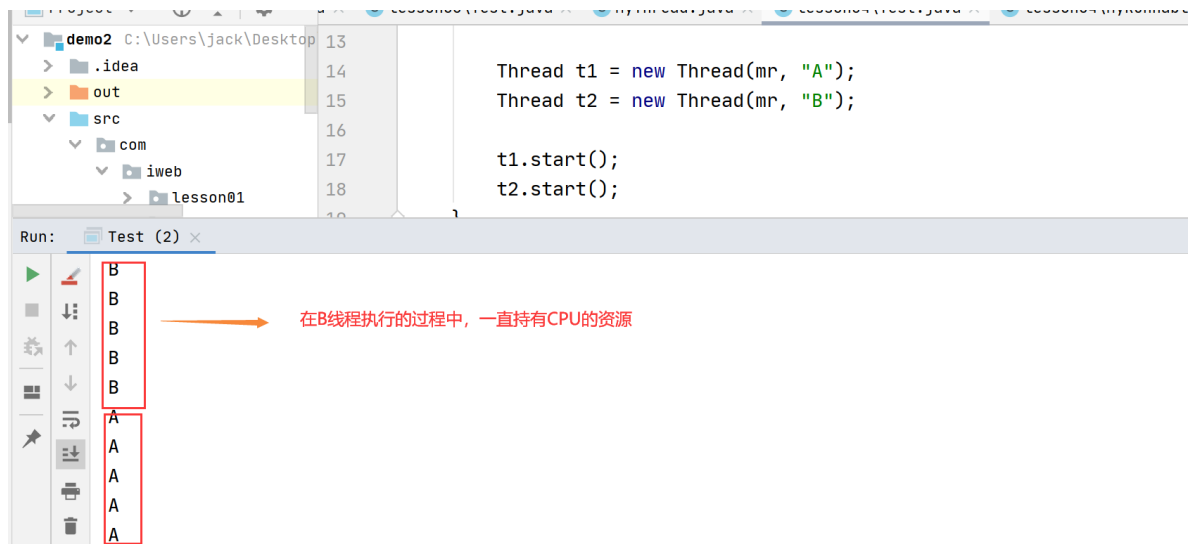 demo2 C:\Users\jack\Desktop
.idea
out
src
com
iweb
lesson01
13
14 Thread t1 = new Thread(mr, "A");
15 Thread t2 = new Thread(mr, "B");
16
17 t1.start();
18 t2.start();
Run: Test (2)
B
B
B
B
B
A
A
A
A
A
在B线程执行的过程中，一直持有CPU的资源